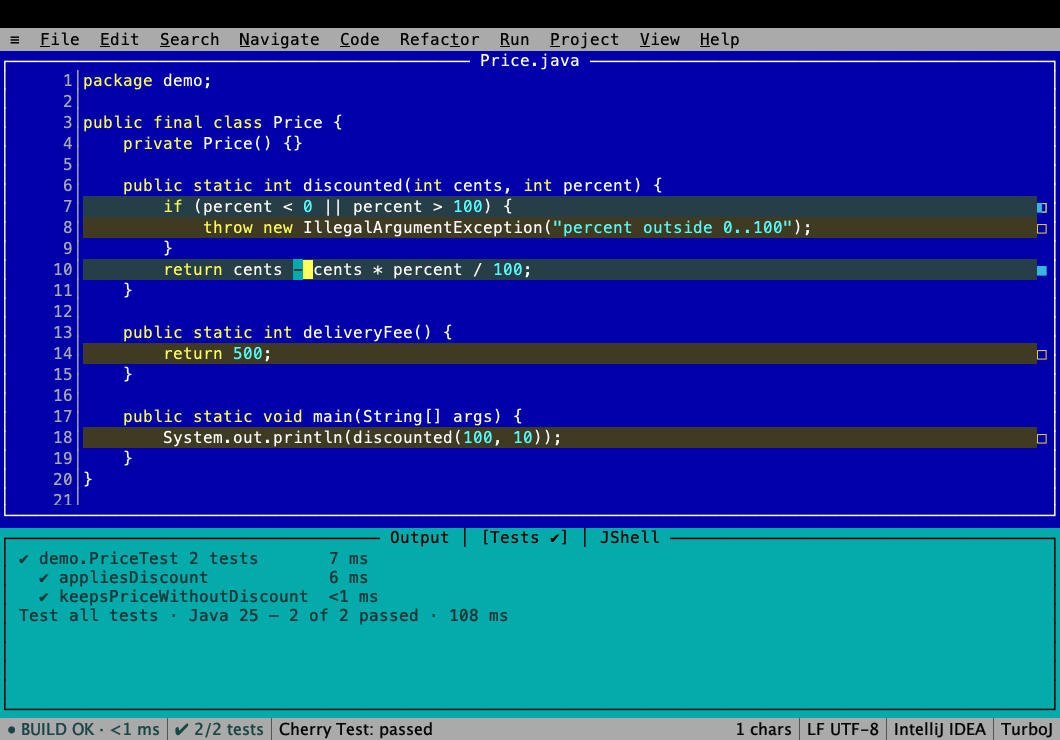 ≡ File Edit Search Navigate Code Refactor Run Project View Help
Price.java
1 package demo;
2
3 public final class Price {
4     private Price() {}
5
6     public static int discounted(int cents, int percent) {
7         if (percent < 0 || percent > 100) {
8             throw new IllegalArgumentException("percent outside 0..100");
9         }
10         return cents - cents * percent / 100;
11     }
12
13     public static int deliveryFee() {
14         return 500;
15     }
16
17     public static void main(String[] args) {
18         System.out.println(discounted(100, 10));
19     }
20 }
21
Output | [Tests ✔] | JShell
✔ demo.PriceTest 2 tests 7 ms
✔ appliesDiscount 6 ms
✔ keepsPriceWithoutDiscount <1 ms
Test all tests · Java 25 — 2 of 2 passed · 108 ms
● BUILD OK · <1 ms | ✔ 2/2 tests | Cherry Test: passed 1 chars | LF UTF-8 | IntelliJ IDEA | TurboJ